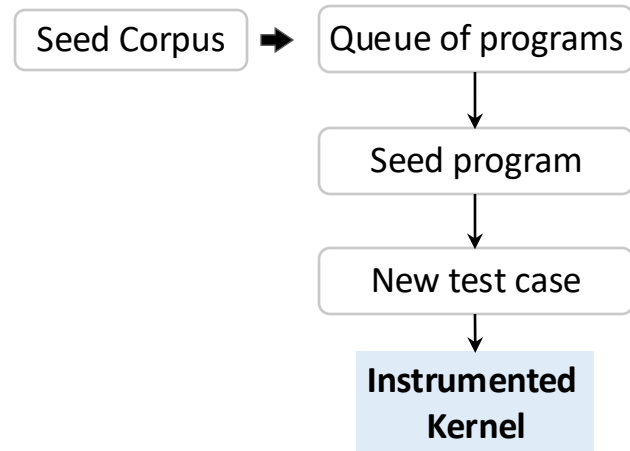 Seed Corpus
Queue of programs
Seed program
New test case
Instrumented
Kernel